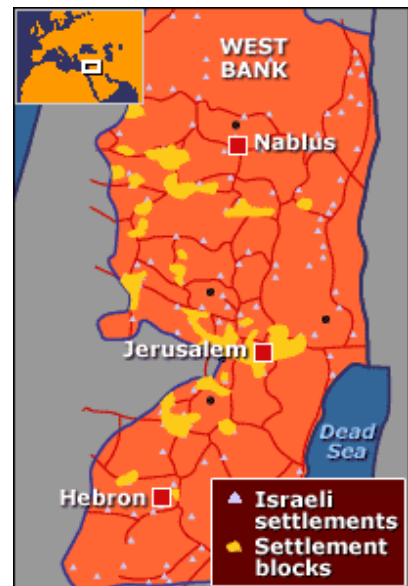 WEST
BANK
Nablus
Jerusalem
Dead
Sea
Hebron
Israeli
settlements
Settlement
blocks